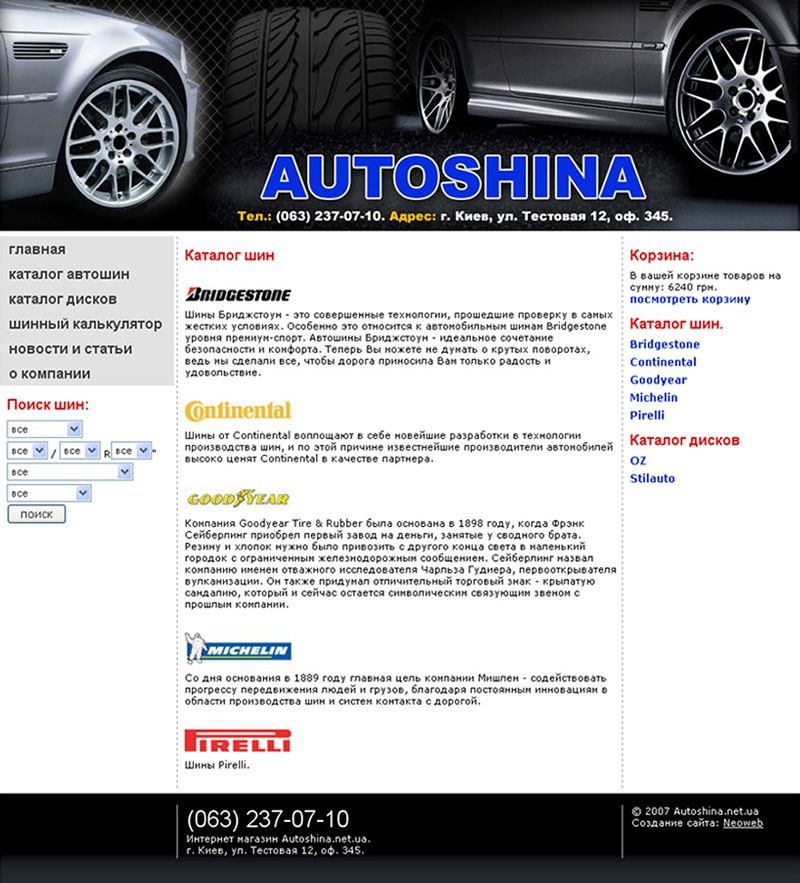 AUTOSHINA
Тел.: (063) 237-07-10. Адрес: г. Киев, ул. Тестовая 12, оф. 345.
главная
каталог автошин
каталог дисков
шинный калькулятор
новости и статьи
о компании
Поиск шин:
все
все / все R все "
все
все
поиск
Каталог шин
BRIDGESTONE
Шины Бриджстоун - это совершенные технологии, прошедшие проверку в самых
жестких условиях. Особенно это относится к автомобильным шинам Bridgestone
уровня премиун-спорт. Автошины Бриджстоун - идеальное сочетание
безопасности и конфорта. Теперь Вы можете не дунать о крутых поворотах,
ведь мы сделали все, чтобы дорога приносила Вам только радость и
удовольствие.
Continental
Шины от Continental воплощают в себе новейшие разработки в технологии
производства шин, и по этой причине известнейшие производители автомобилей
высоко ценят Continental в качестве партнера.
GOODYEAR
Компания Goodyear Tire & Rubber была основана в 1898 году, когда Фрэнк
Сейберлинг приобрел первый завод на деньги, занятые у сводного брата.
Резину и хлопок нужно было привозить с другого конца света в маленький
городок с ограниченным железнодорожным сообщением. Сейберлинг назвал
компанию именем отважного исследователя Чарльза Гудиера, первооткрывателя
вулканизации. Он также придумал отличительный торговый знак - крылатую
сандалию, который и сейчас остается символическим связующим звеном с
прошлым компании.
MICHELIN
Со дня основания в 1889 году главная цель компании Мишлен - содействовать
прогрессу передвижения людей и грузов, благодаря постоянным инновациям в
области производства шин и систем контакта с дорогой.
PIRELLI
Шины Pirelli.
Корзина:
В вашей корзине товаров на
сумму: 6240 грн.
посмотреть корзину
Каталог шин.
Bridgestone
Continental
Goodyear
Michelin
Pirelli
Каталог дисков
OZ
Stilauto
(063) 237-07-10
Интернет магазин Autoshina.net.ua.
г. Киев, ул. Тестовая 12, оф. 345.
© 2007 Autoshina.net.ua
Создание сайта: Neoweb